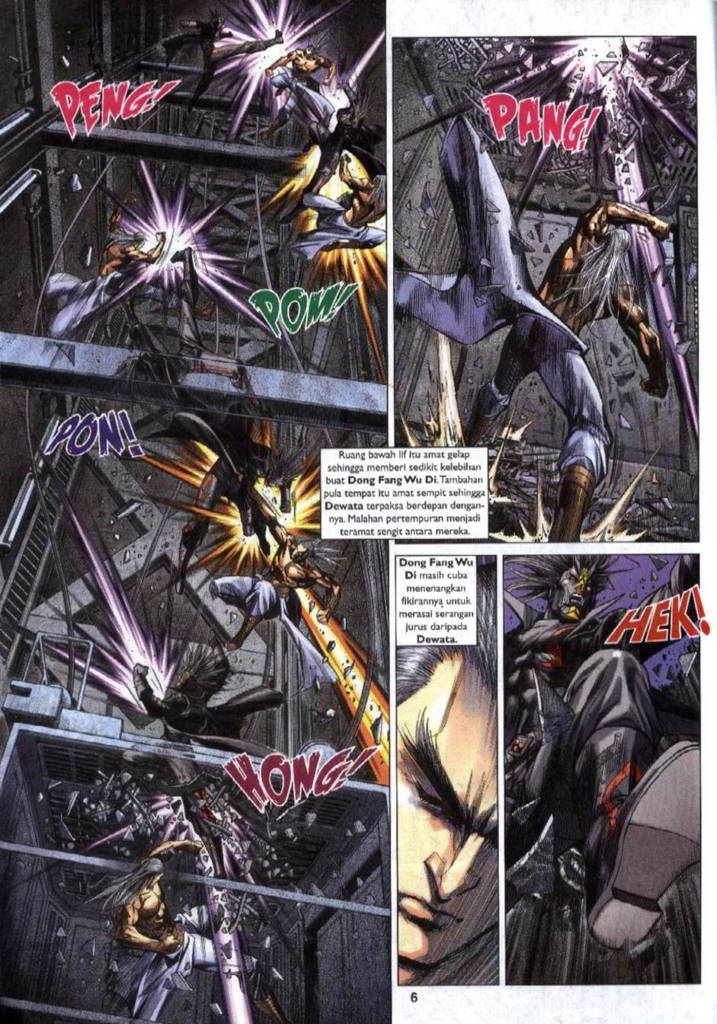 PENG!
POM!
PON!
HONG!
PANG!
Ruang bawah lif itu amat gelap
sehingga memberi sedikit kelebihan
buat Dong Fang Wu Di. Tambahan
pula tempat itu amat sempit sehingga
Dewata terpaksa berdepan dengan-
nya. Malahan pertempuran menjadi
teramat sengit antara mereka.
Dong Fang Wu
Di masih cuba
menenangkan
fikirannya untuk
merasai serangan
jurus daripada
Dewata.
HEK!
6